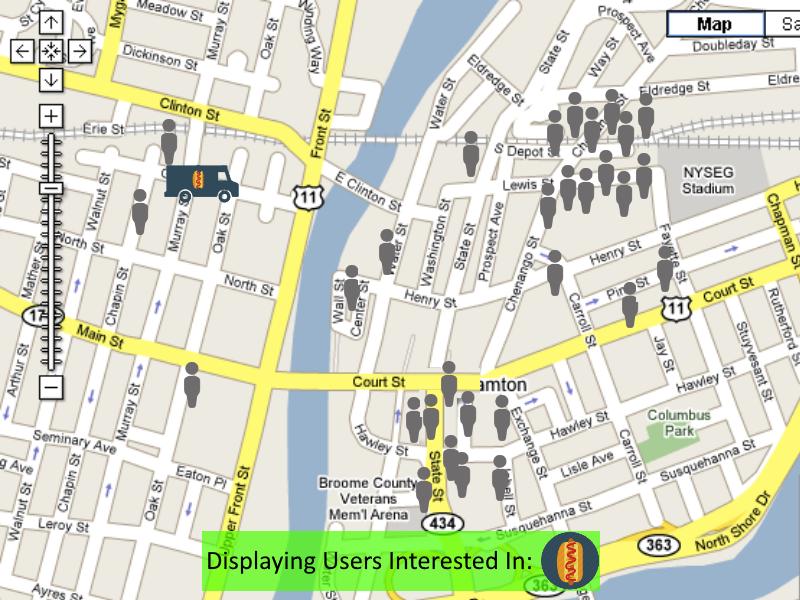 Map
Sa
Meadow St
Murray St
Oak St
Dickinson St
Clinton St
Erie St
Front St
11
Water St
Eldredge St
State St
Way St
Prospect Ave
Doubleday St
Eldredge St
Eldre
S Depot St
Lewis
NYSEG
Stadium
Chapman St
E Clinton St
Walnut St
Murray St
Oak St
North St
North St
Mather St
Chapin St
Washington St
State St
Prospect Ave
Chenango St
Henry St
Henry St
Wall St
Center St
Pine St
Court St
11
Carroll St
Main St
Court St
amton
Jay St
Stuyvesant St
Rutherford St
Arthur St
Murray St
Hawley St
Hawley St
Hawley St
Columbus
Park
Exchange St
Carroll St
Lisle Ave
Susquehanna St
Seminary Ave
Eaton Pl
Oak St
Chapin St
Walnut St
g Ave
Leroy St
Broome County
Veterans
Mem'l Arena
State St
434
Susquehanna St
363
North Shore Dr
Ayres St
Displaying Users Interested In:
363